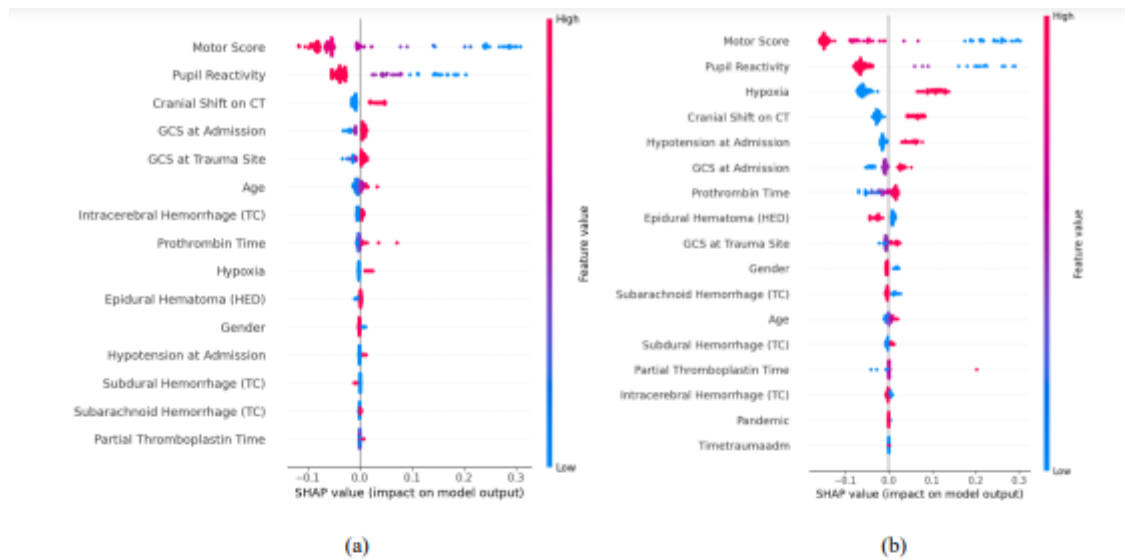 High
Motor Score
Pupil Reactivity
Cranial Shift on CT
GCS at Admission
GCS at Trauma Site
Age
Intracerebral Hemorrhage (TC)
Prothrombin Time
Hypoxia
Epidural Hematoma (HED)
Gender
Hypotension at Admission
Subdural Hemorrhage (TC)
Subarachnoid Hemorrhage (TC)
Partial Thromboplastin Time
Low
Feature value
−0.1 0.0 0.1 0.2 0.3
SHAP value (impact on model output)
(a)
High
Motor Score
Pupil Reactivity
Hypoxia
Cranial Shift on CT
Hypotension at Admission
GCS at Admission
Prothrombin Time
Epidural Hematoma (HED)
GCS at Trauma Site
Gender
Subarachnoid Hemorrhage (TC)
Age
Subdural Hemorrhage (TC)
Partial Thromboplastin Time
Intracerebral Hemorrhage (TC)
Pandemic
Timetraumaadm
Low
Feature value
−0.1 0.0 0.1 0.2 0.3
SHAP value (impact on model output)
(b)